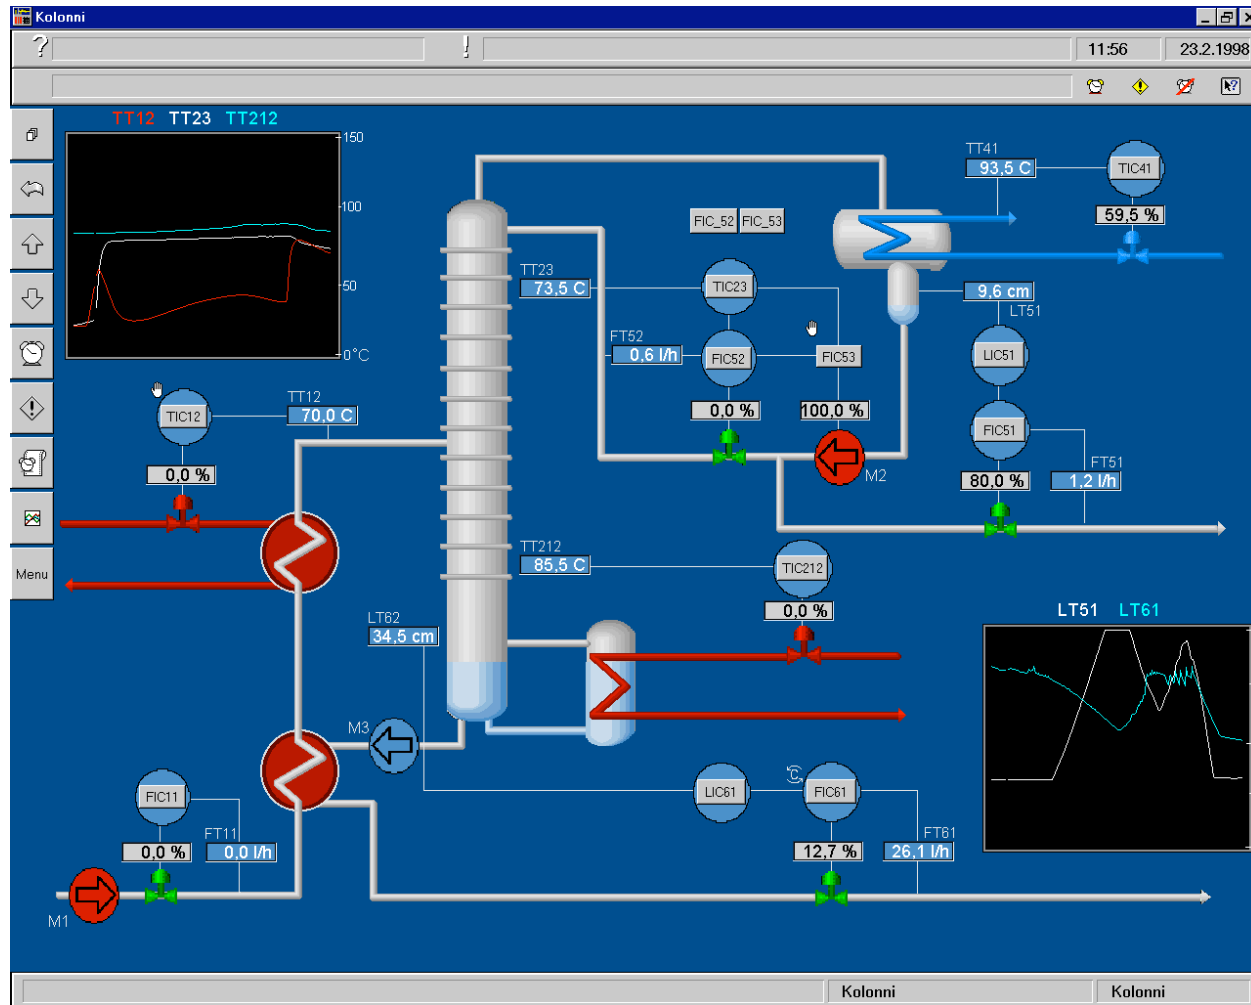 Kolonni
?
!
11:56
23.2.1998
TT12 TT23 TT212
150
100
50
0°C
TT41
93,5 C
TIC41
59,5 %
FIC_52 FIC_53
TT23
73,5 C
TIC23
9,6 cm
LT51
FT52
0,6 l/h
FIC52
FIC53
LIC51
TIC12
TT12
70,0 C
0,0 %
100,0 %
FIC51
0,0 %
M2
80,0 %
FT51
1,2 l/h
Menu
TT212
85,5 C
TIC212
0,0 %
LT62
34,5 cm
LT51 LT61
M3
FIC11
LIC61
C
FIC61
FT11
0,0 %
0,0 l/h
FT61
12,7 %
26,1 l/h
M1
Kolonni
Kolonni